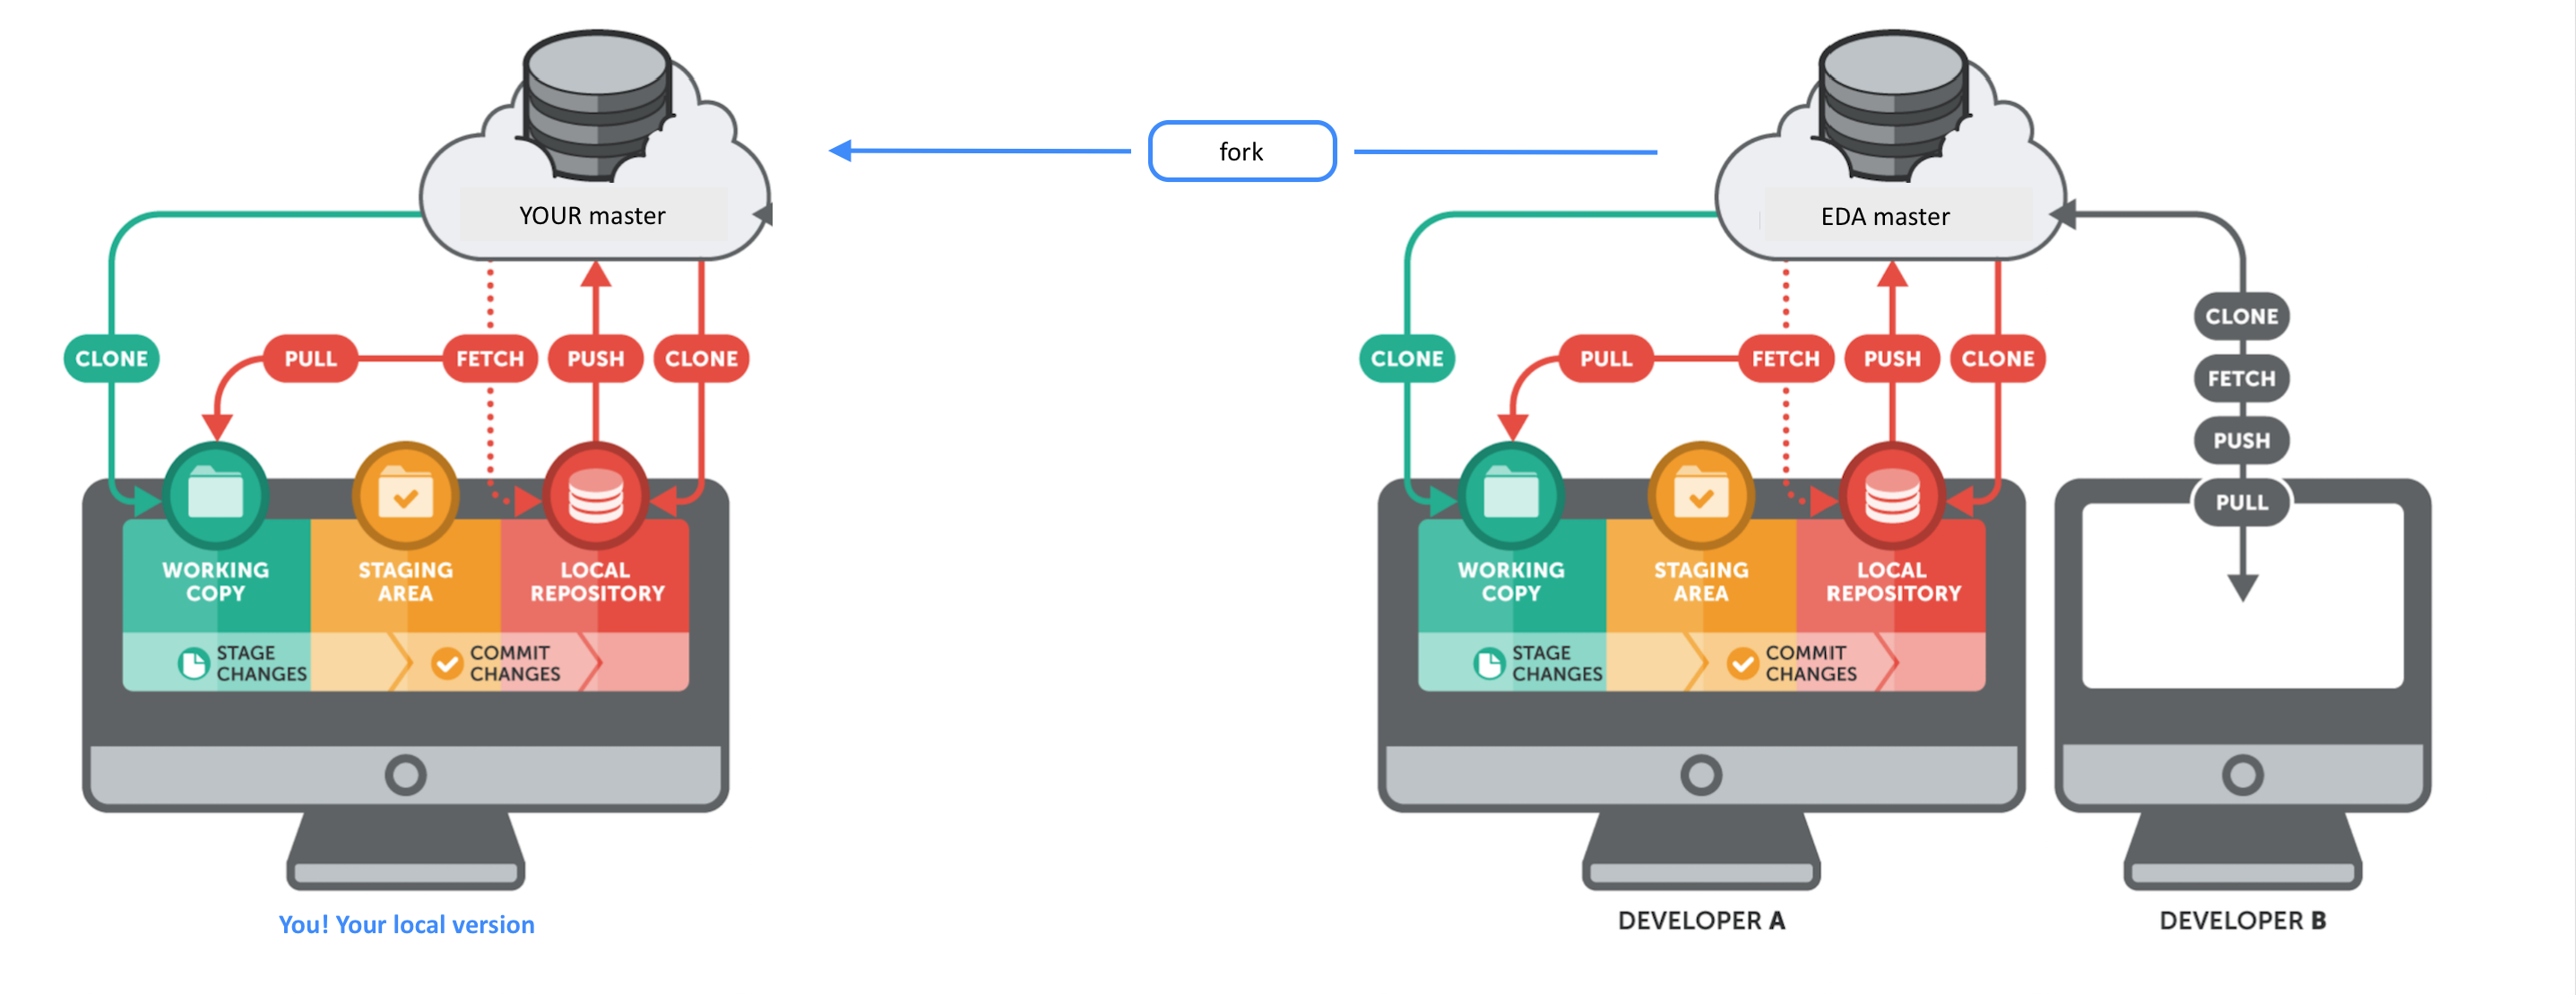 YOUR master
fork
EDA master
CLONE
PULL
FETCH
PUSH
CLONE
WORKING
COPY
STAGING
AREA
LOCAL
REPOSITORY
STAGE
CHANGES
COMMIT
CHANGES
You! Your local version
CLONE
PULL
FETCH
PUSH
CLONE
WORKING
COPY
STAGING
AREA
LOCAL
REPOSITORY
STAGE
CHANGES
COMMIT
CHANGES
DEVELOPER A
CLONE
FETCH
PUSH
PULL
DEVELOPER B